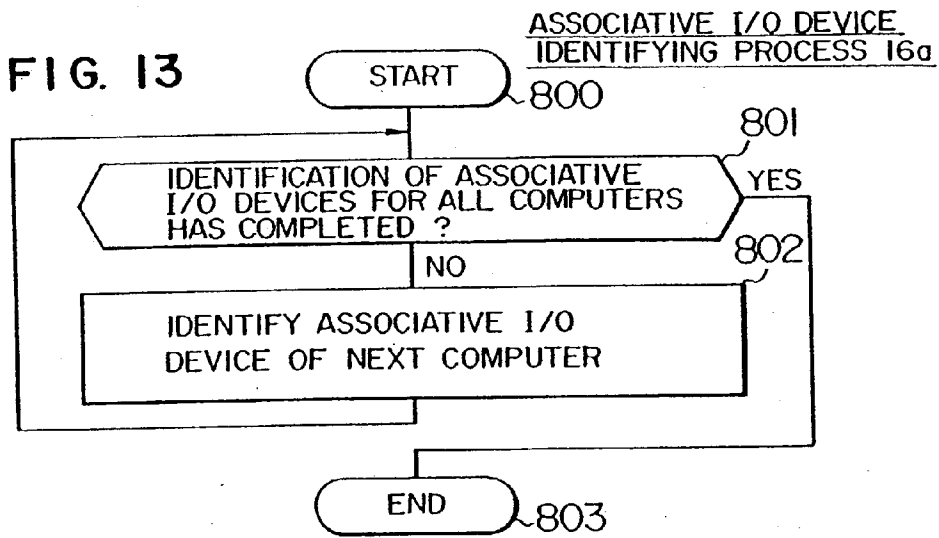 ASSOCIATIVE I/O DEVICE
IDENTIFYING PROCESS 16a
FIG. 13
START
800
801
IDENTIFICATION OF ASSOCIATIVE
I/O DEVICES FOR ALL COMPUTERS
HAS COMPLETED ?
YES
NO
802
IDENTIFY ASSOCIATIVE I/O
DEVICE OF NEXT COMPUTER
END
803